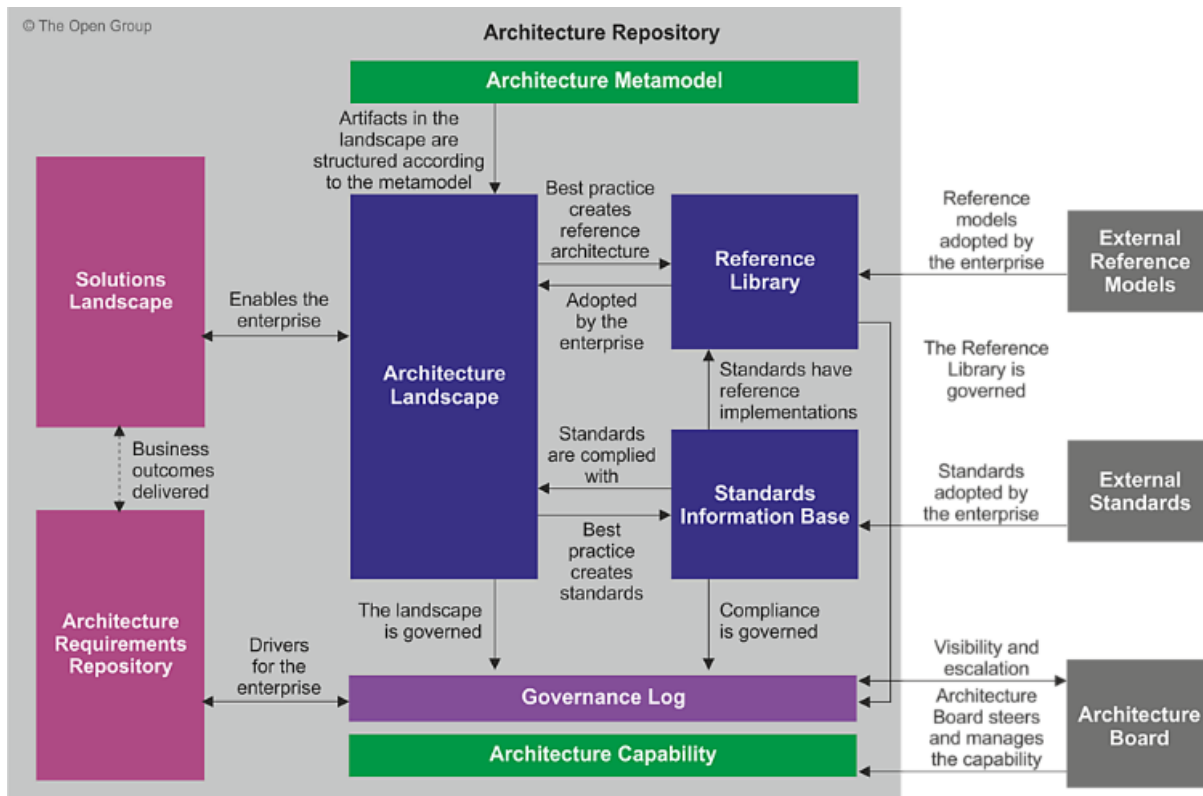 © The Open Group
Architecture Repository
Architecture Metamodel
Artifacts in the
landscape are
structured according
to the metamodel
Solutions
Landscape
Enables the
enterprise
Architecture
Landscape
Best practice
creates
reference
architecture
Adopted
by the
enterprise
Reference
Library
Reference
models
adopted by
the enterprise
External
Reference
Models
The Reference
Library is
governed
Standards have
reference
implementations
Business
outcomes
delivered
Standards
are complied
with
Best
practice
creates
standards
Standards
Information Base
Standards
adopted by
the enterprise
External
Standards
Architecture
Requirements
Repository
Drivers
for the
enterprise
The landscape
is governed
Compliance
is governed
Governance Log
Architecture Capability
Visibility and
escalation
Architecture
Board steers
and manages
the capability
Architecture
Board